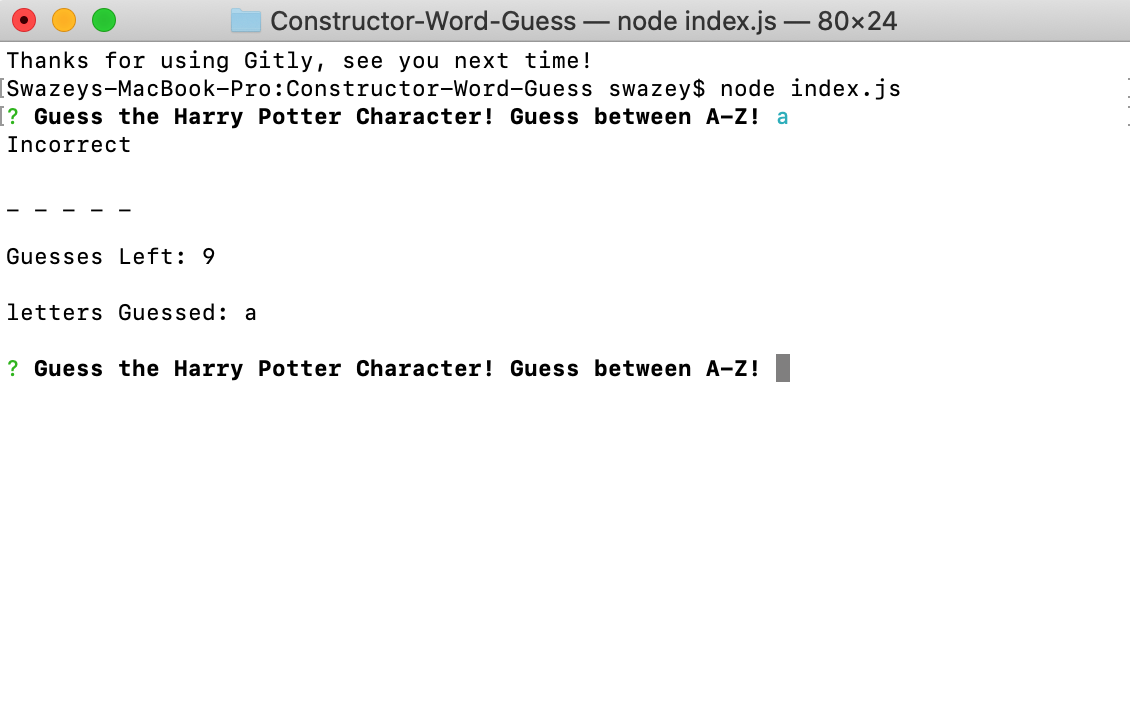 Constructor-Word-Guess — node index.js — 80×24
Thanks for using Gitly, see you next time!
[Swazeys-MacBook-Pro:Constructor-Word-Guess swazey$ node index.js ]
[? Guess the Harry Potter Character! Guess between A-Z! a ]
Incorrect
_ _ _ _ _
Guesses Left: 9
letters Guessed: a
? Guess the Harry Potter Character! Guess between A-Z!